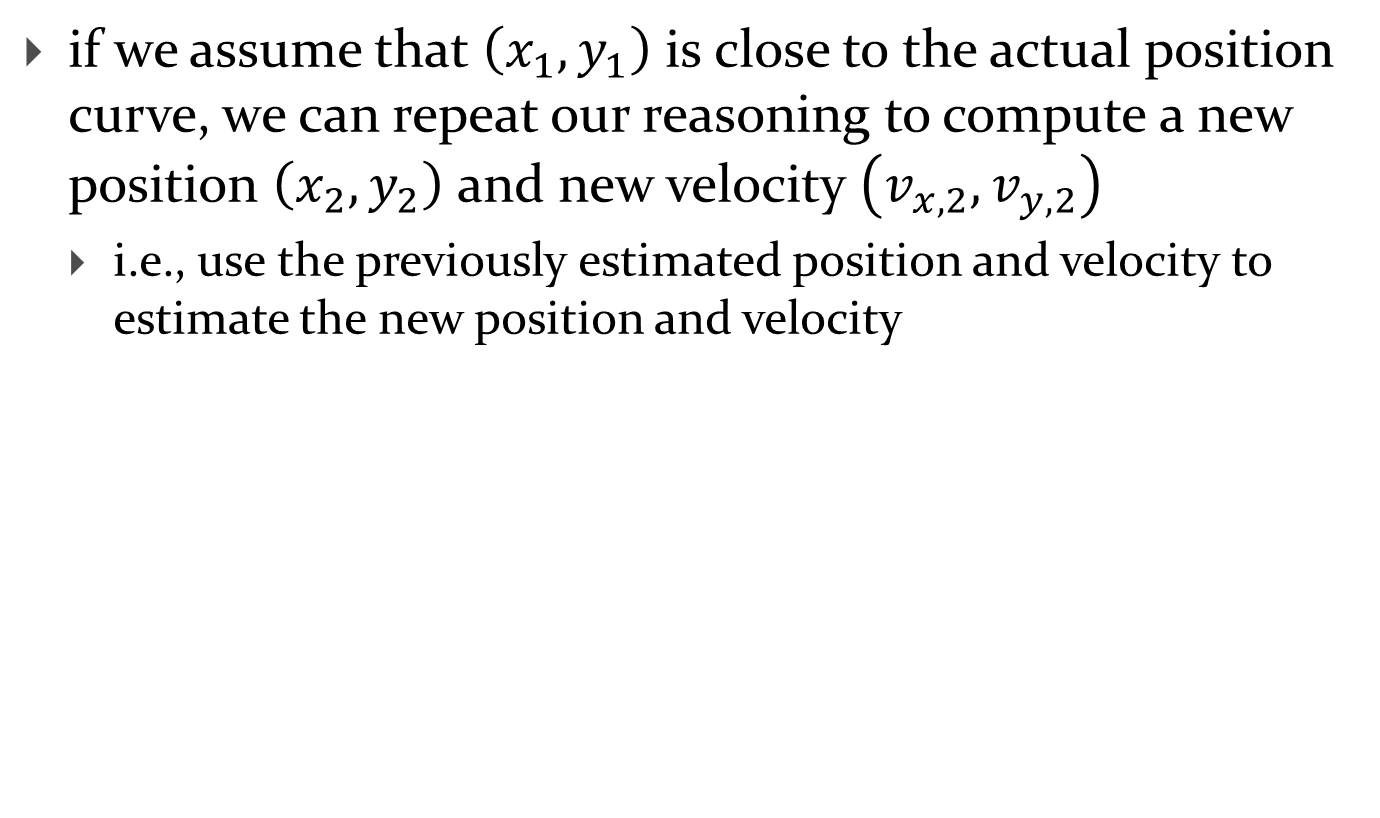 ‣ if we assume that (x₁, y₁) is close to the actual position
curve, we can repeat our reasoning to compute a new
position (x₂, y₂) and new velocity (vₓ,₂, v_y,₂)
‣ i.e., use the previously estimated position and velocity to
estimate the new position and velocity